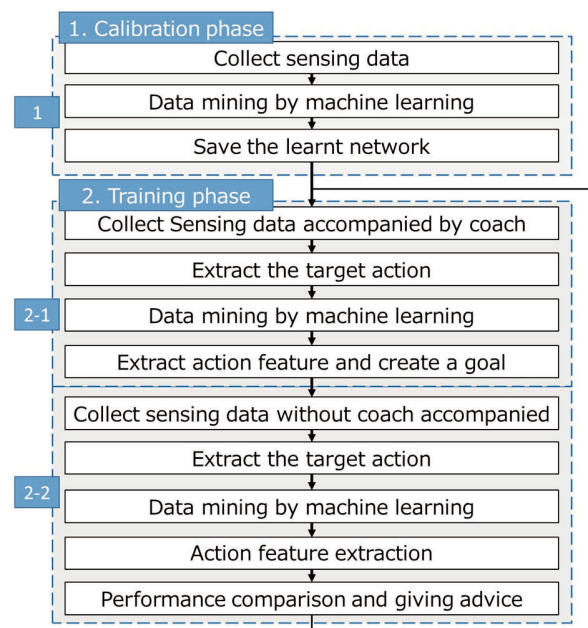 1. Calibration phase
Collect sensing data
Data mining by machine learning
1
Save the learnt network
2. Training phase
Collect Sensing data accompanied by coach
Extract the target action
2-1
Data mining by machine learning
Extract action feature and create a goal
Collect sensing data without coach accompanied
Extract the target action
2-2
Data mining by machine learning
Action feature extraction
Performance comparison and giving advice